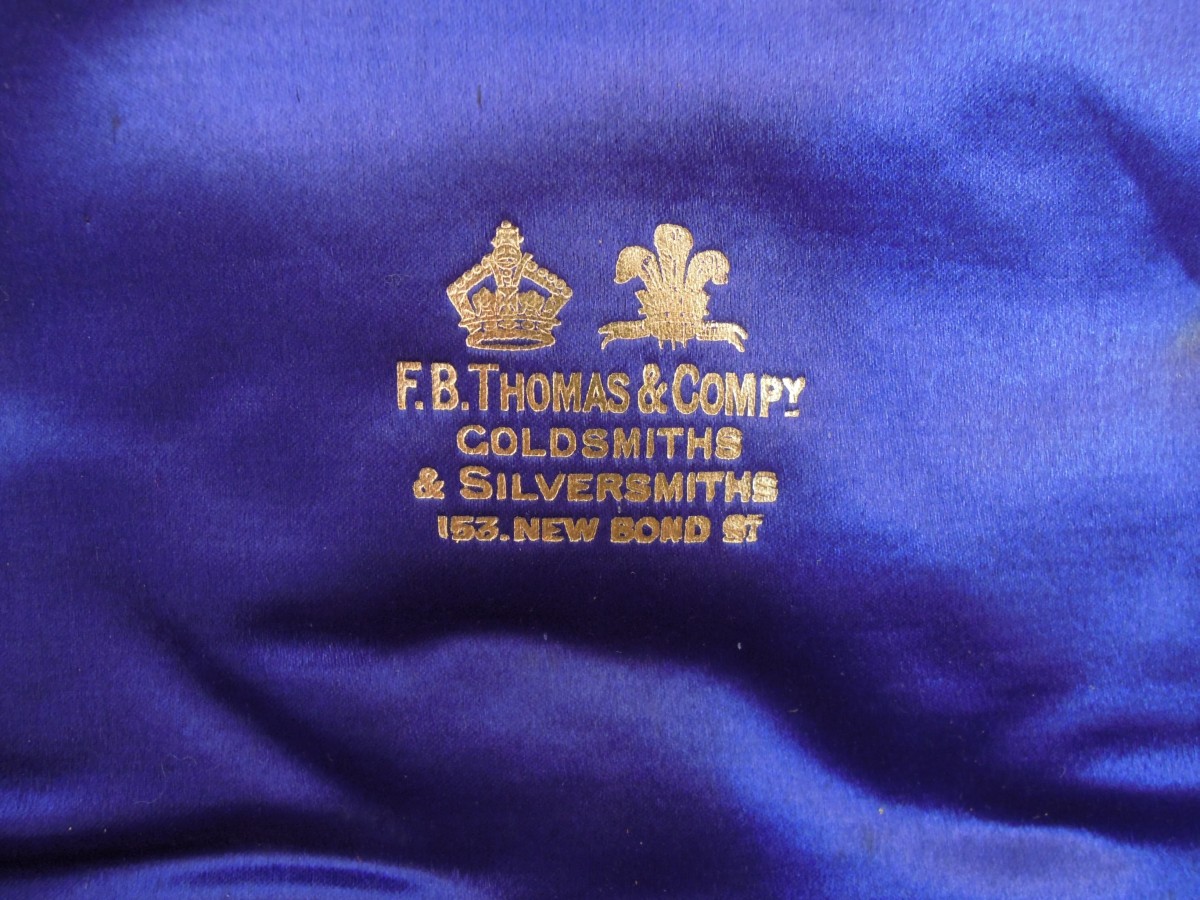 F.B. THOMAS & COMPY
GOLDSMITHS
& SILVERSMITHS
153. NEW BOND ST